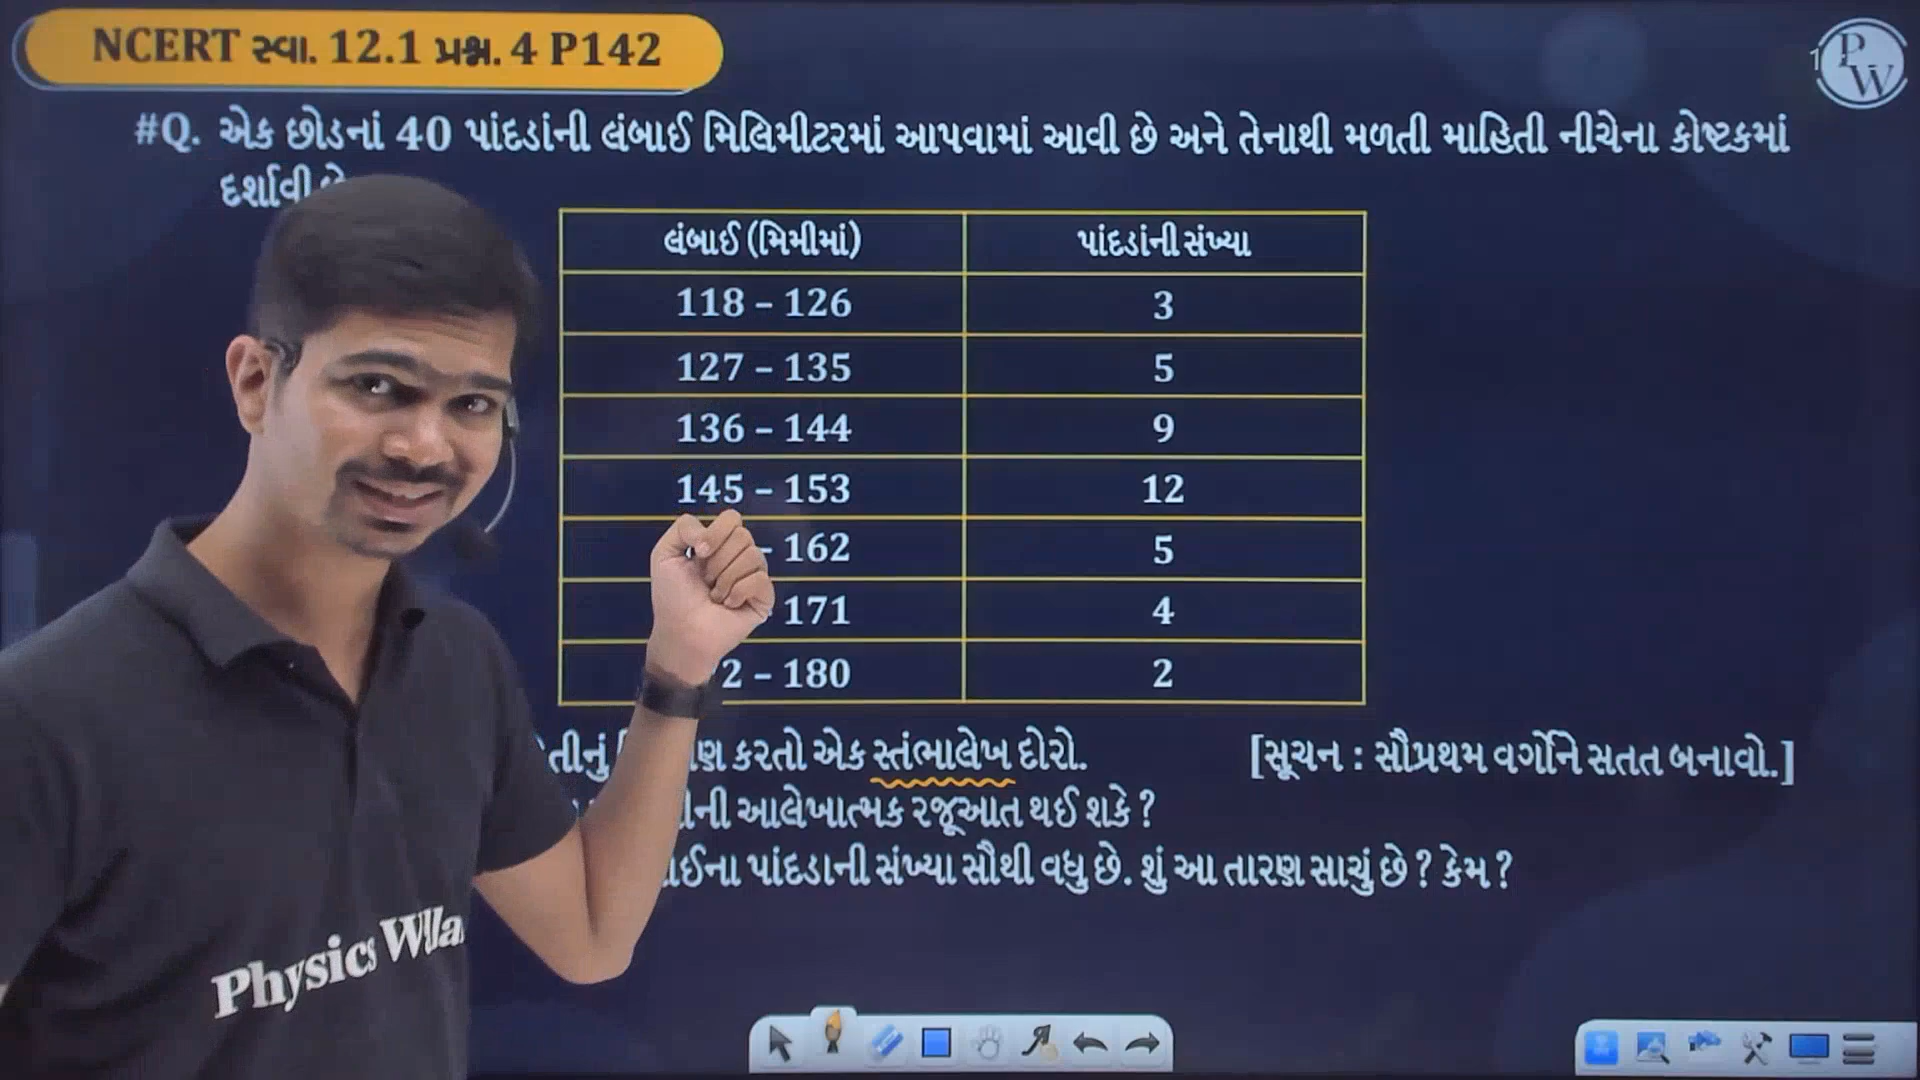 NCERT સ્વા. 12.1 પ્રશ્ન. 4 P142
PW
#Q. એક છોડનાં 40 પાંદડાંની લંબાઈ મિલિમીટરમાં આપવામાં આવી છે અને તેનાથી મળતી માહિતી નીચેના કોષ્ટકમાં
દર્શાવી છે
લંબાઈ (મિમીમાં) પાંદડાંની સંખ્યા
118 – 126 3
127 – 135 5
136 – 144 9
145 – 153 12
– 162 5
171 4
2 – 180 2
કરતો એક સ્તંભાલેખ દોરો. [સૂચન : સૌપ્રથમ વર્ગોને સતત બનાવો.]
આલેખાત્મક રજૂઆત થઈ શકે ?
પાંદડાની સંખ્યા સૌથી વધુ છે. શું આ તારણ સાચું છે ? કેમ ?
Physics Walla